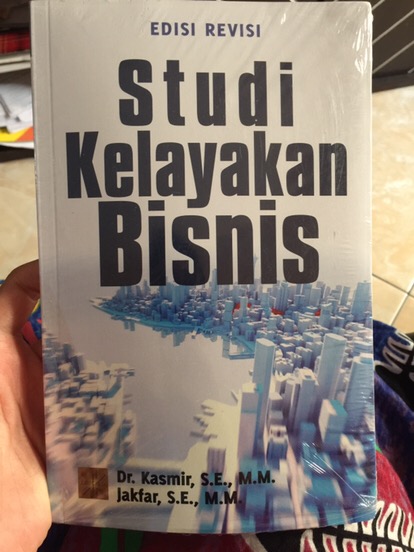 EDISI REVISI
Studi
Kelayakan
Bisnis
Dr. Kasmir, S.E., M.M.
Jakfar, S.E., M.M.